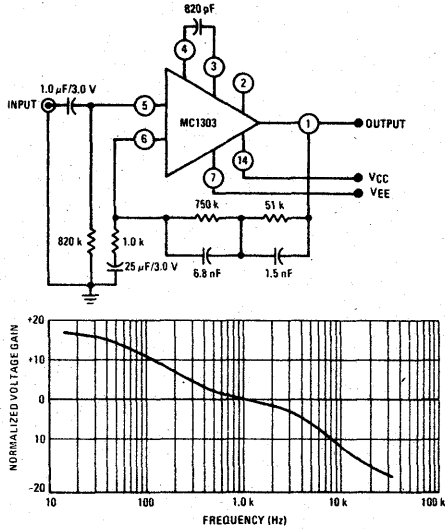 820 pF
4
3
2
1.0 μF/3.0 V
INPUT
5
MC1303
1
OUTPUT
6
14
VCC
7
VEE
750 k
51 k
820 k
1.0 k
25 μF/3.0 V
6.8 nF
1.5 nF
NORMALIZED VOLTAGE GAIN
+20
+10
0
10
-20
10
100
1.0 k
10 k
100 k
FREQUENCY (Hz)